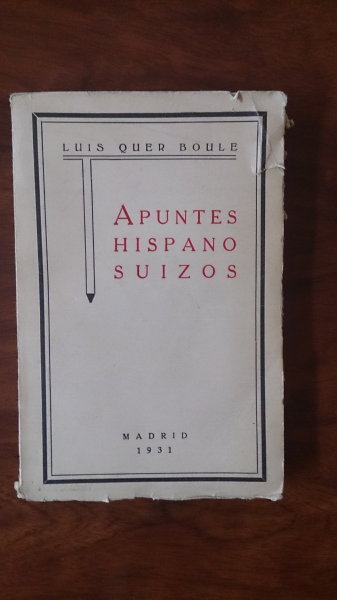 LUIS QUER BOULE
APUNTES
HISPANO
SUIZOS
MADRID
1931